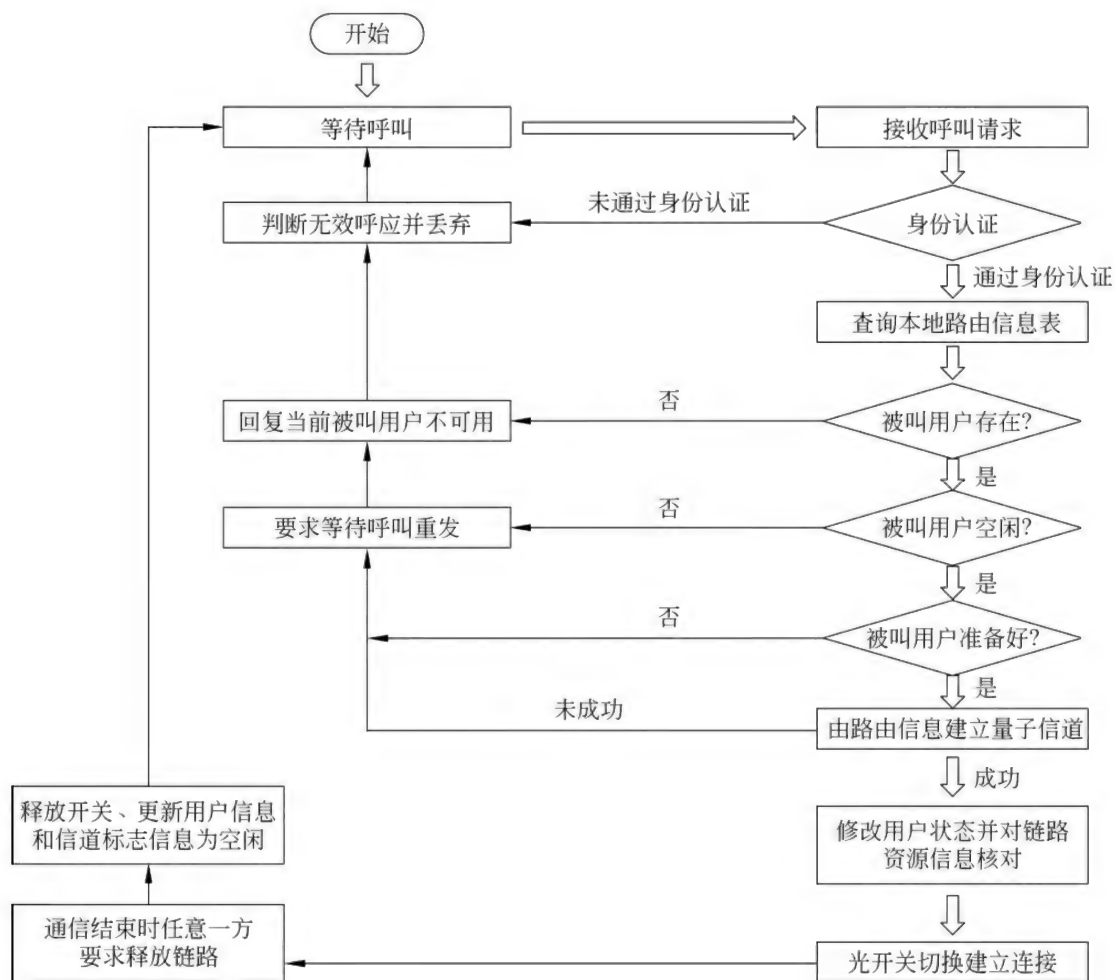 开始
等待呼叫
接收呼叫请求
未通过身份认证
判断无效呼应并丢弃
身份认证
通过身份认证
查询本地路由信息表
否
回复当前被叫用户不可用
被叫用户存在?
是
否
要求等待呼叫重发
被叫用户空闲?
是
否
被叫用户准备好?
是
未成功
由路由信息建立量子信道
成功
释放开关、更新用户信息
和信道标志信息为空闲
修改用户状态并对链路
资源信息核对
通信结束时任意一方
要求释放链路
光开关切换建立连接